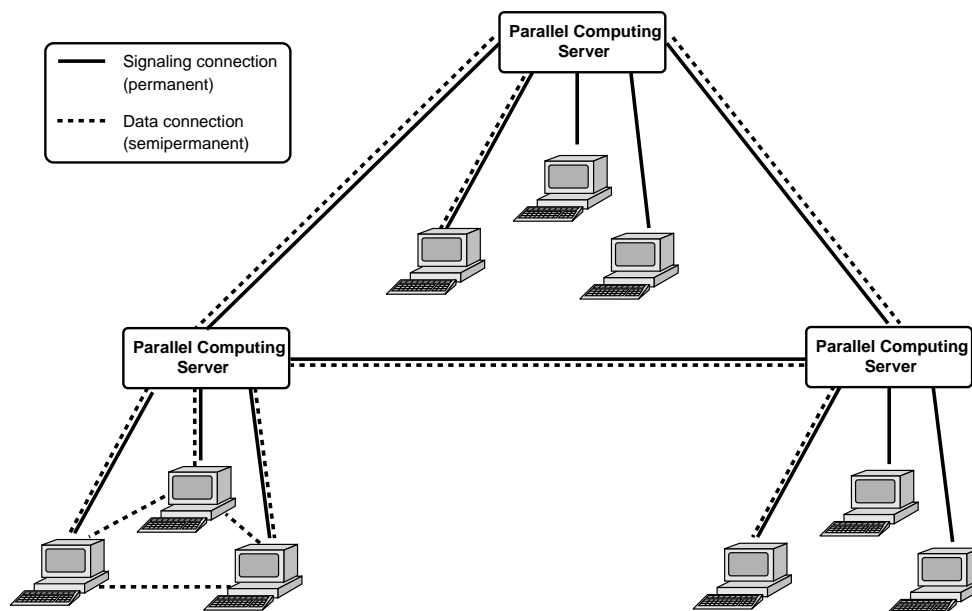 Parallel Computing
Server
Signaling connection
(permanent)
Data connection
(semipermanent)
Parallel Computing
Server
Parallel Computing
Server